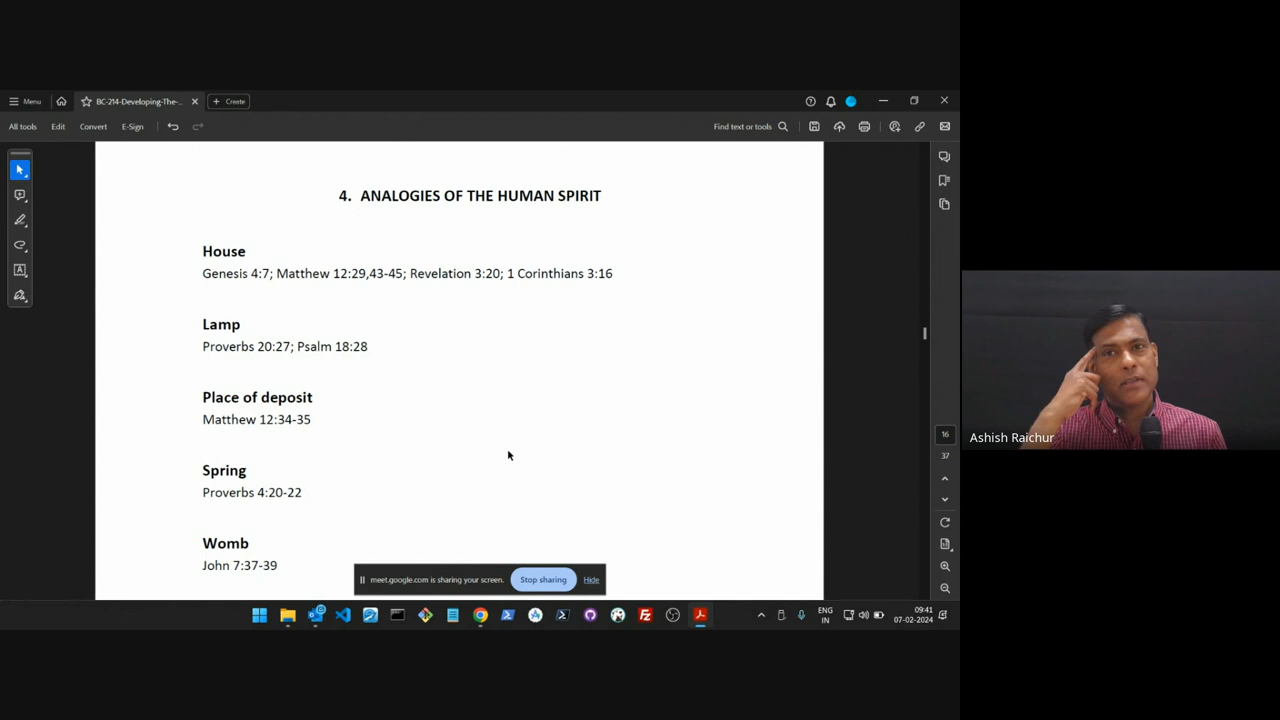 Menu
BC-214-Developing-The-...
Create
All tools
Edit
Convert
E-Sign
Find text or tools
4. ANALOGIES OF THE HUMAN SPIRIT
House
Genesis 4:7; Matthew 12:29,43-45; Revelation 3:20; 1 Corinthians 3:16
Lamp
Proverbs 20:27; Psalm 18:28
Place of deposit
Matthew 12:34-35
Spring
Proverbs 4:20-22
Womb
John 7:37-39
16
37
meet.google.com is sharing your screen.
Stop sharing
Hide
ENG
IN
09:41
07-02-2024
Ashish Raichur